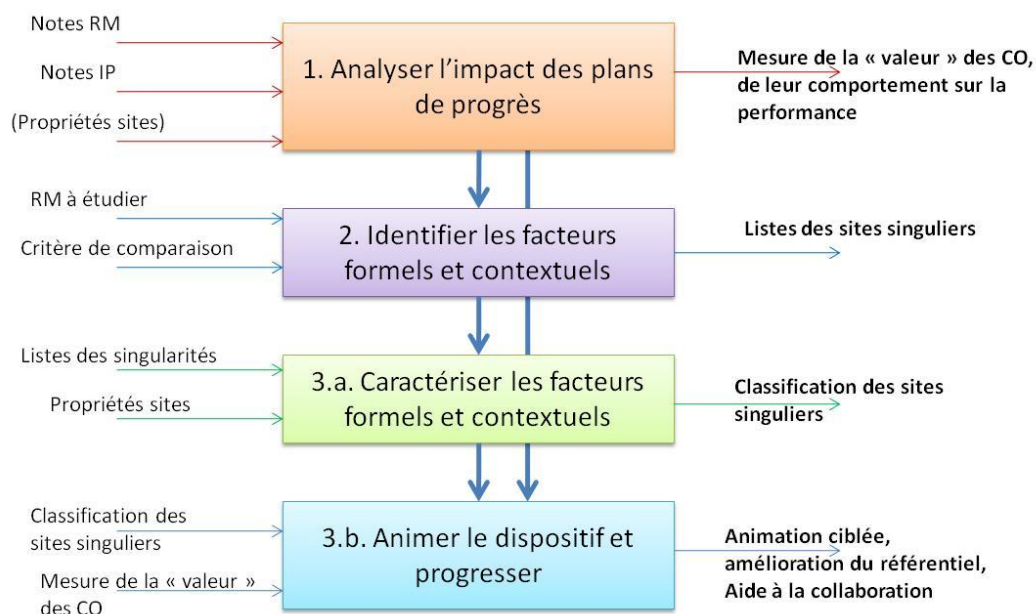 Notes RM
Notes IP
(Propriétés sites)
1. Analyser l'impact des plans
de progrès
Mesure de la « valeur » des CO,
de leur comportement sur la
performance
RM à étudier
Critère de comparaison
2. Identifier les facteurs
formels et contextuels
Listes des sites singuliers
Listes des singularités
Propriétés sites
3.a. Caractériser les facteurs
formels et contextuels
Classification des sites
singuliers
Classification des
sites singuliers
Mesure de la « valeur »
des CO
3.b. Animer le dispositif et
progresser
Animation ciblée,
amélioration du référentiel,
Aide à la collaboration